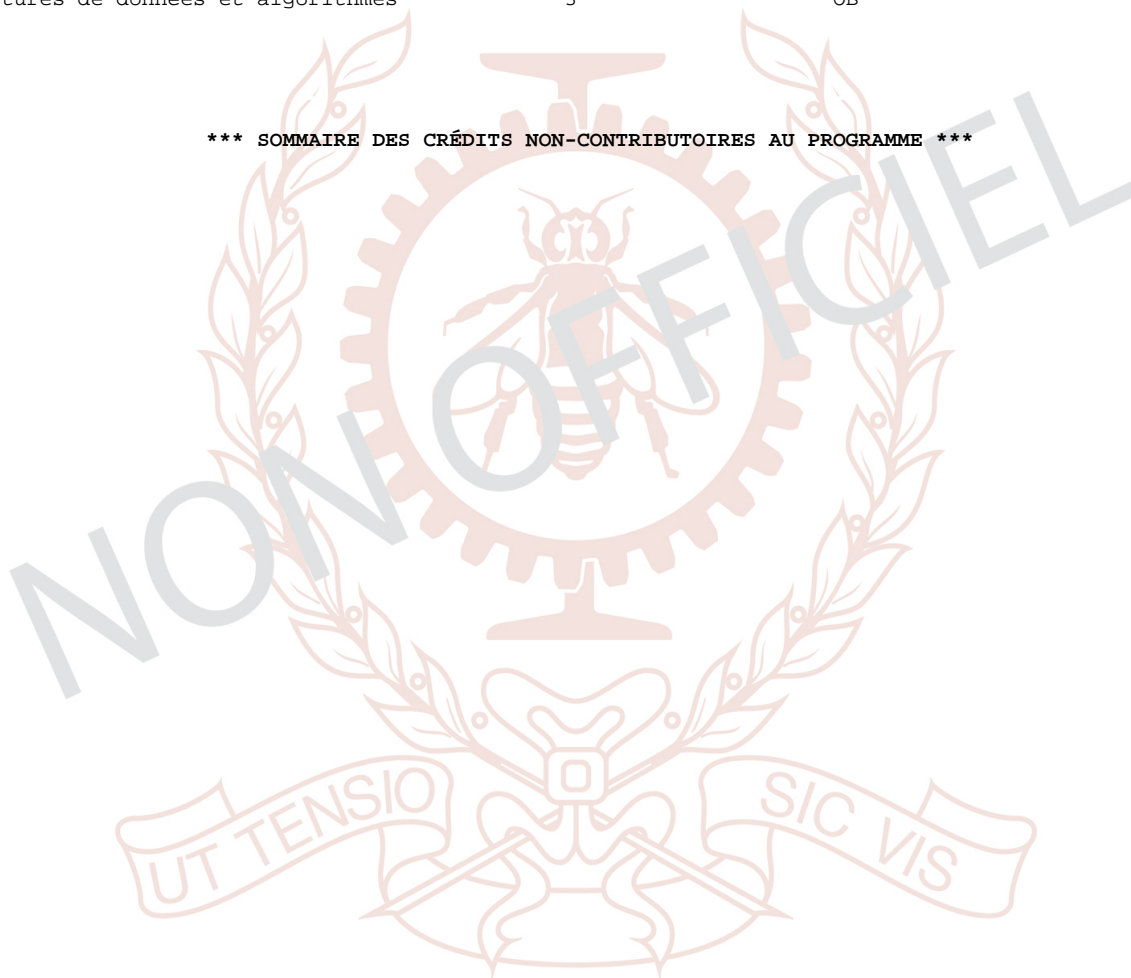 tures de données et algorithmes 3 OB
*** SOMMAIRE DES CRÉDITS NON-CONTRIBUTOIRES AU PROGRAMME ***
NON OFFICIEL
UT TENSIO SIC VIS